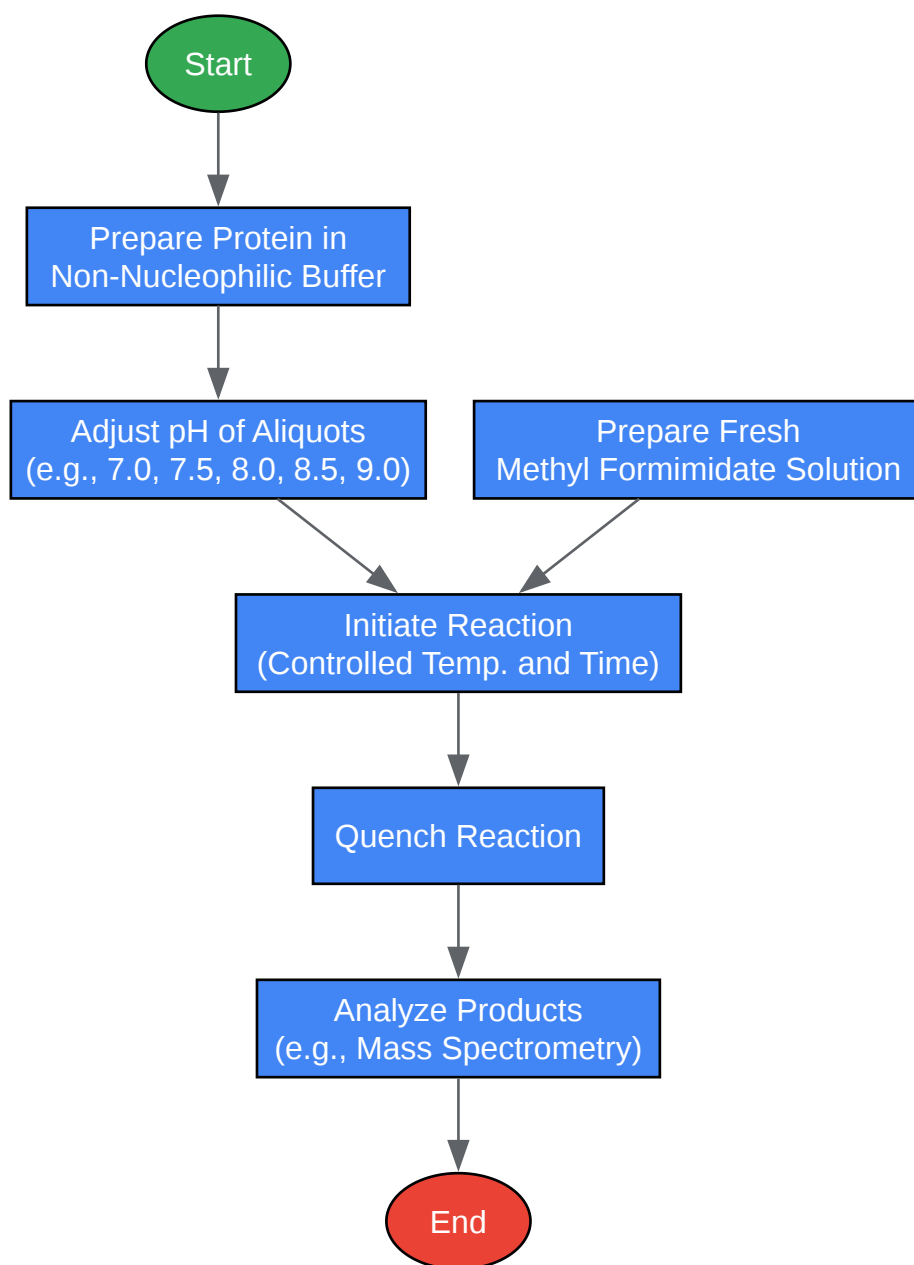 Start
Prepare Protein in
Non-Nucleophilic Buffer
Adjust pH of Aliquots
(e.g., 7.0, 7.5, 8.0, 8.5, 9.0)
Prepare Fresh
Methyl Formimidate Solution
Initiate Reaction
(Controlled Temp. and Time)
Quench Reaction
Analyze Products
(e.g., Mass Spectrometry)
End